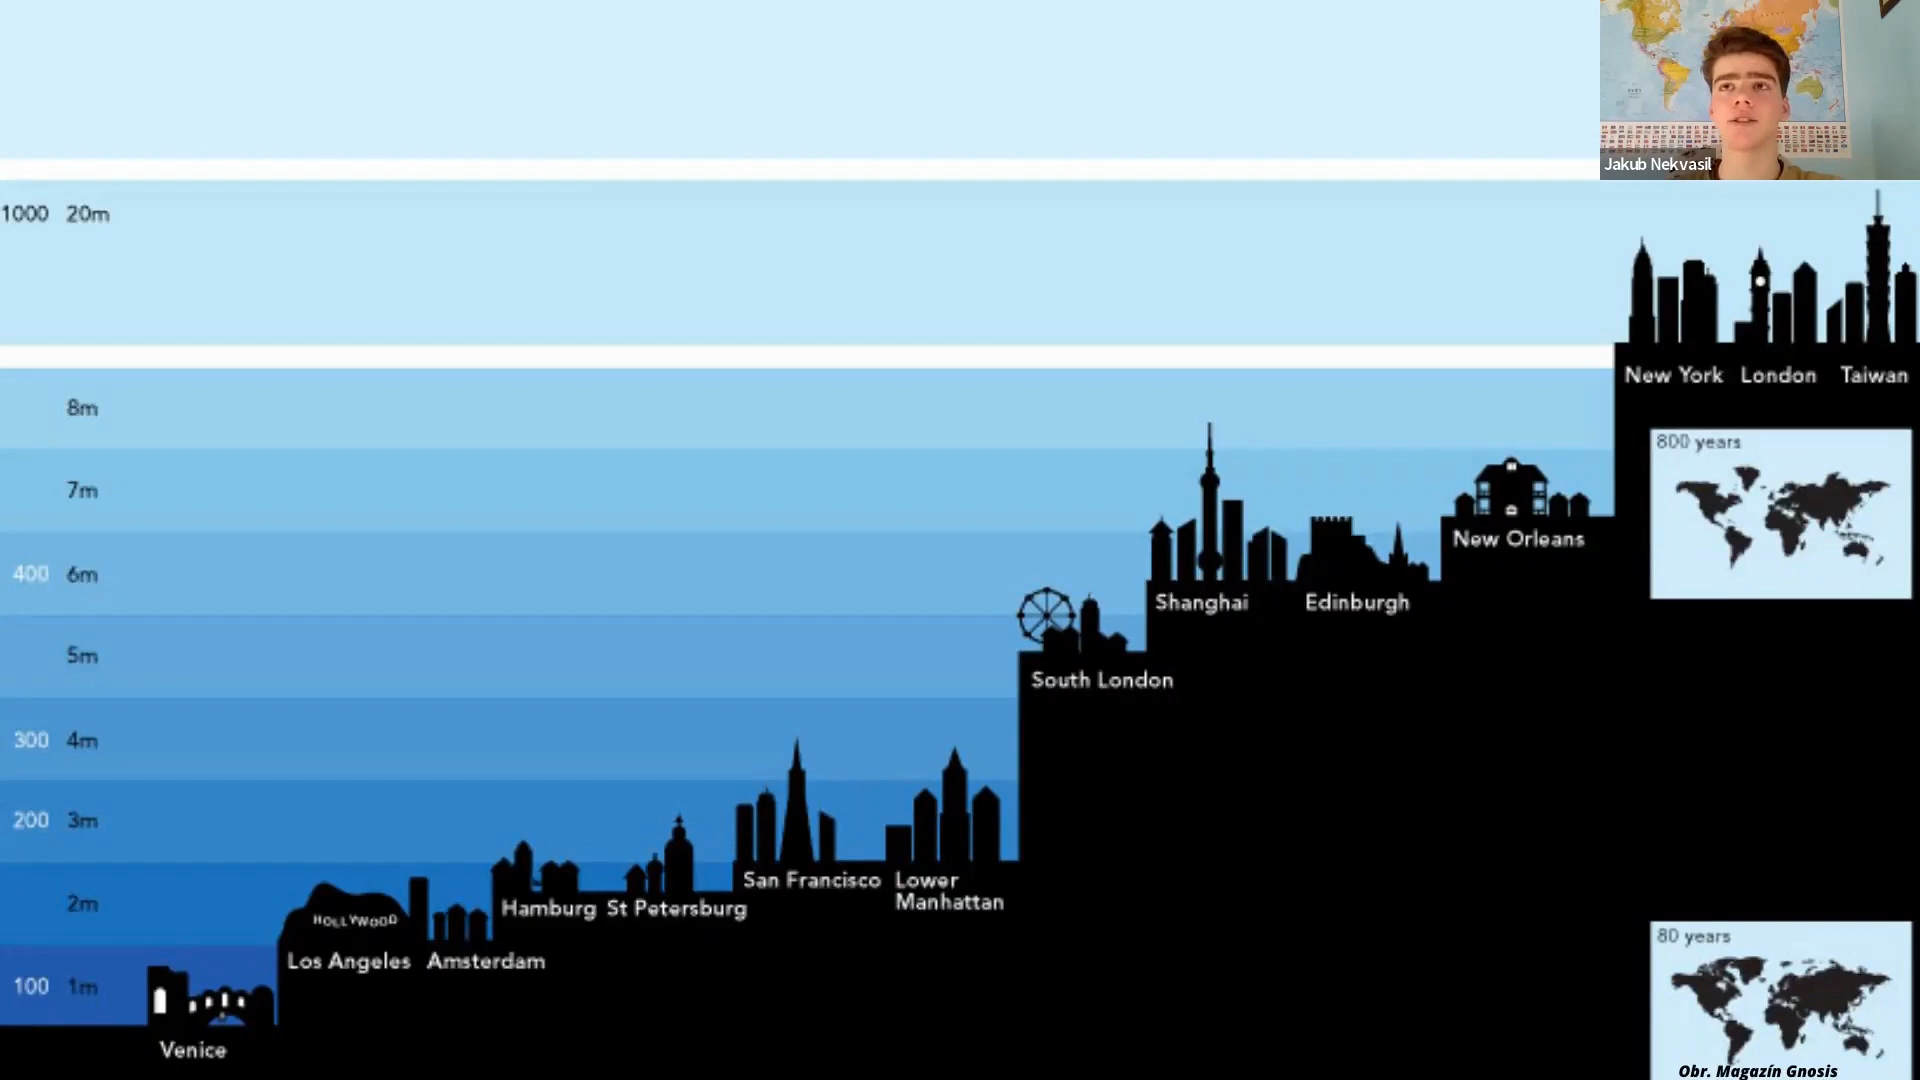 Jakub Nekvasil
1000 20m
New York London Taiwan
8m
800 years
7m
New Orleans
400 6m
Shanghai Edinburgh
5m
South London
300 4m
200 3m
San Francisco Lower
Manhattan
2m
Hamburg St Petersburg
HOLLYWOOD
80 years
Los Angeles Amsterdam
100 1m
Venice
Obr. Magazín Gnosis